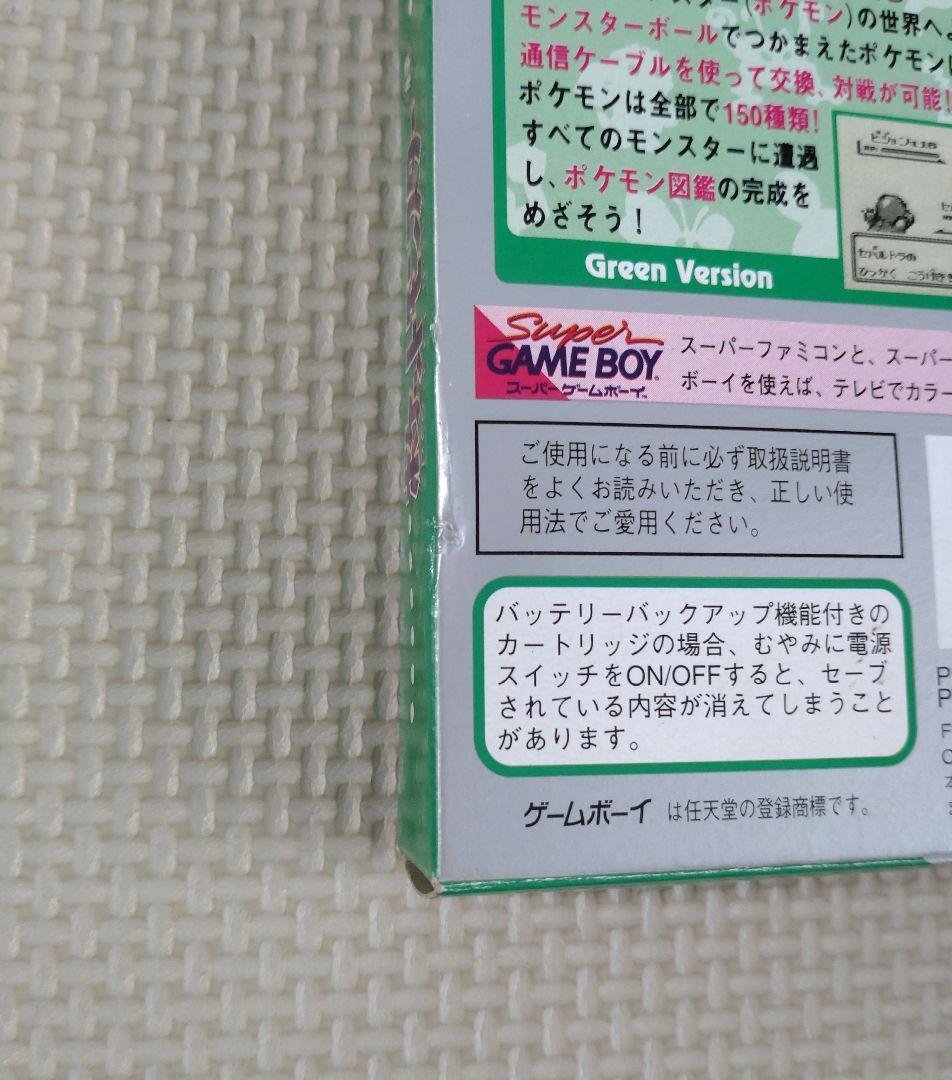 (ポケモン)の世界へ
モンスターボールでつかまえたポケモン
通信ケーブルを使って交換、対戦が可能!
ポケモンは全部で150種類!
すべてのモンスターに遭遇
し、ポケモン図鑑の完成を
めざそう!
Green Version
Super
GAME BOY
スーパーゲームボーイ
スーパーファミコンと、スーパー
ボーイを使えば、テレビでカラー
ご使用になる前に必ず取扱説明書
をよくお読みいただき、正しい使
用法でご愛用ください。
バッテリーバックアップ機能付きの
カートリッジの場合、むやみに電源
スイッチをON/OFFすると、セーブ
されている内容が消えてしまうこと
があります。
ゲームボーイ は任天堂の登録商標です。